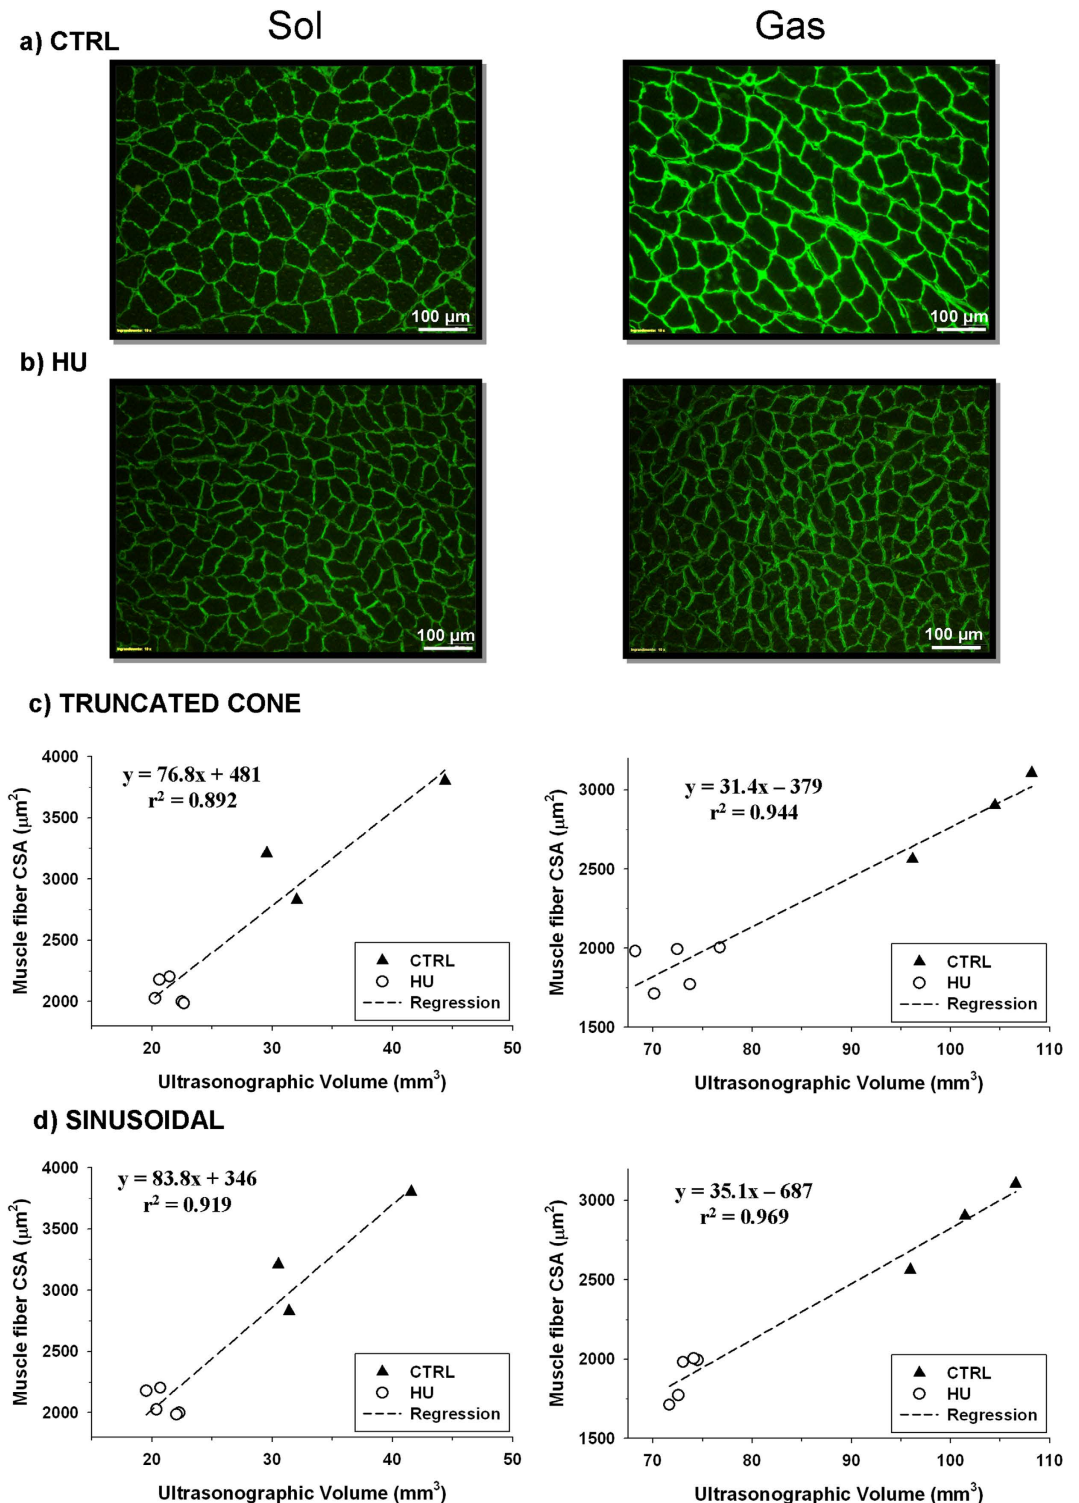 Sol
Gas
a) CTRL
100 µm
100 µm
b) HU
100 µm
100 µm
c) TRUNCATED CONE
y = 76.8x + 481
r² = 0.892
Muscle fiber CSA (µm²)
4000
3500
3000
2500
2000
CTRL
HU
Regression
20
30
40
50
Ultrasonographic Volume (mm³)
y = 31.4x – 379
r² = 0.944
Muscle fiber CSA (µm²)
3000
2500
2000
1500
CTRL
HU
Regression
70
80
90
100
110
Ultrasonographic Volume (mm³)
d) SINUSOIDAL
y = 83.8x + 346
r² = 0.919
Muscle fiber CSA (µm²)
4000
3500
3000
2500
2000
CTRL
HU
Regression
20
30
40
50
Ultrasonographic Volume (mm³)
y = 35.1x – 687
r² = 0.969
Muscle fiber CSA (µm²)
3000
2500
2000
1500
CTRL
HU
Regression
70
80
90
100
110
Ultrasonographic Volume (mm³)